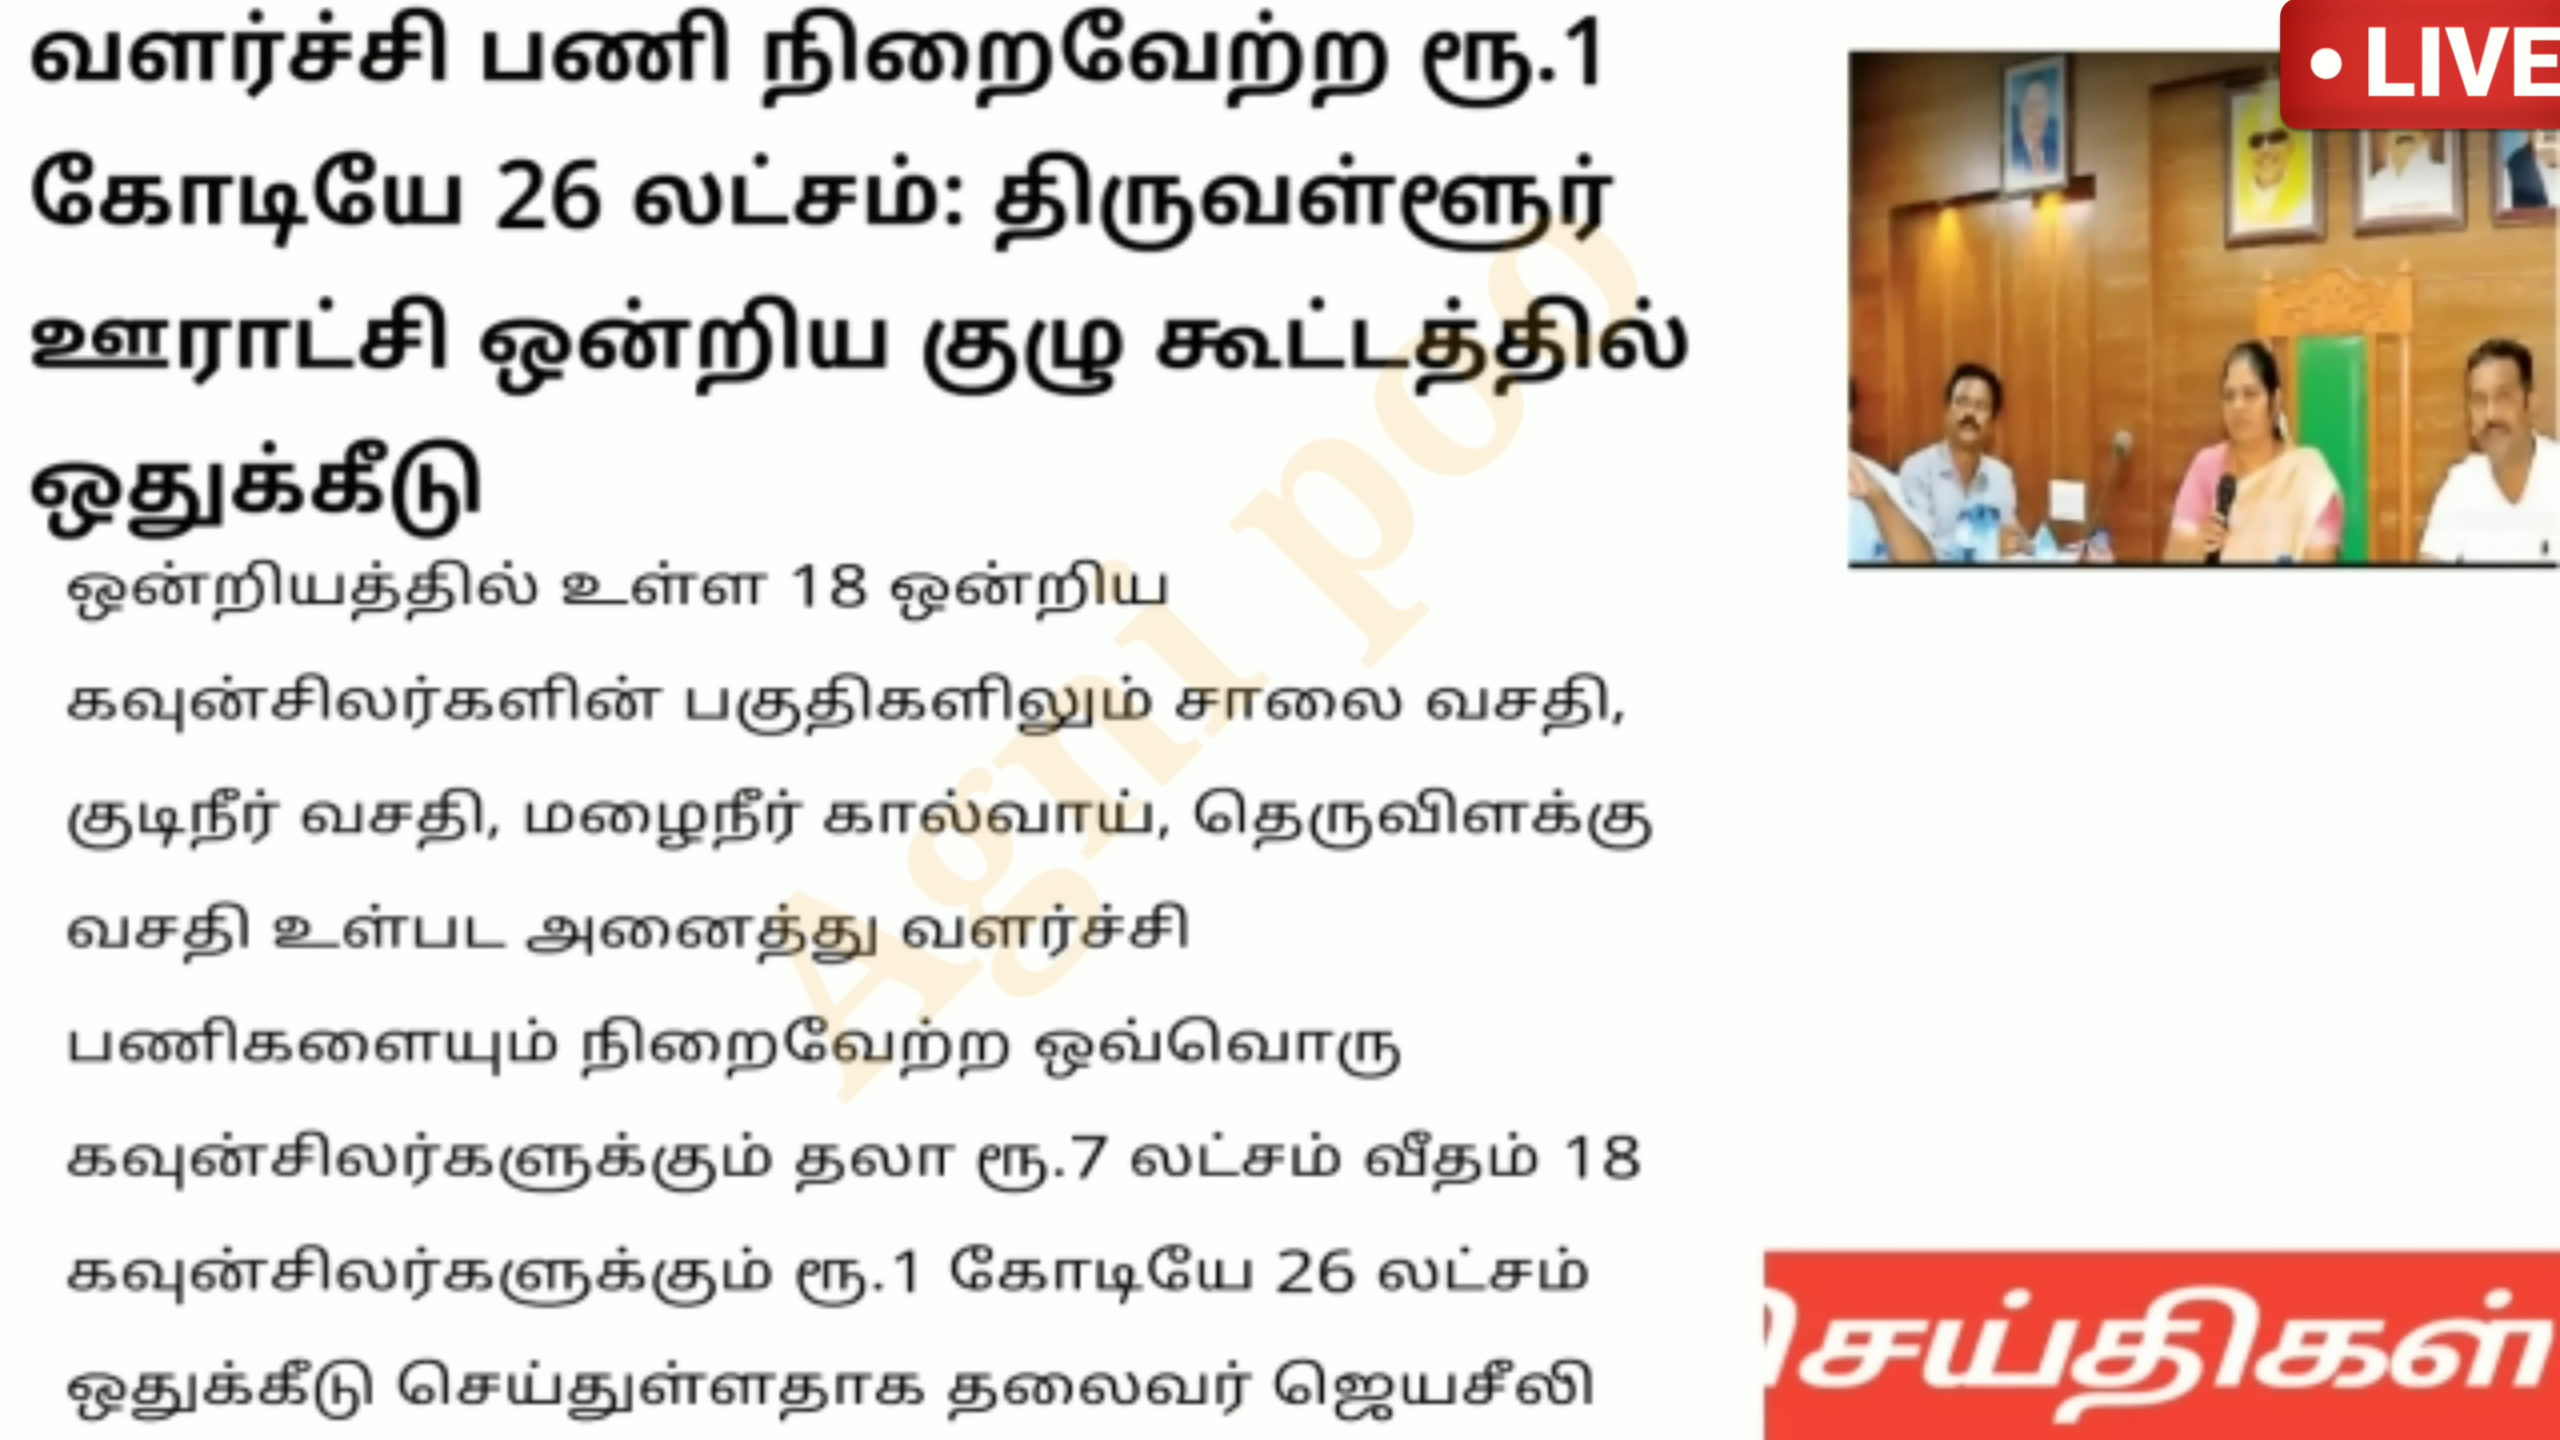 வளர்ச்சி பணி நிறைவேற்ற ரூ.1
கோடியே 26 லட்சம்: திருவள்ளூர்
ஊராட்சி ஒன்றிய குழு கூட்டத்தில்
ஒதுக்கீடு
ஒன்றியத்தில் உள்ள 18 ஒன்றிய
கவுன்சிலர்களின் பகுதிகளிலும் சாலை வசதி,
குடிநீர் வசதி, மழைநீர் கால்வாய், தெருவிளக்கு
வசதி உள்பட அனைத்து வளர்ச்சி
பணிகளையும் நிறைவேற்ற ஒவ்வொரு
கவுன்சிலர்களுக்கும் தலா ரூ.7 லட்சம் வீதம் 18
கவுன்சிலர்களுக்கும் ரூ.1 கோடியே 26 லட்சம்
ஒதுக்கீடு செய்துள்ளதாக தலைவர் ஜெயசீலி
• LIVE
Agni poo
செய்திகள்